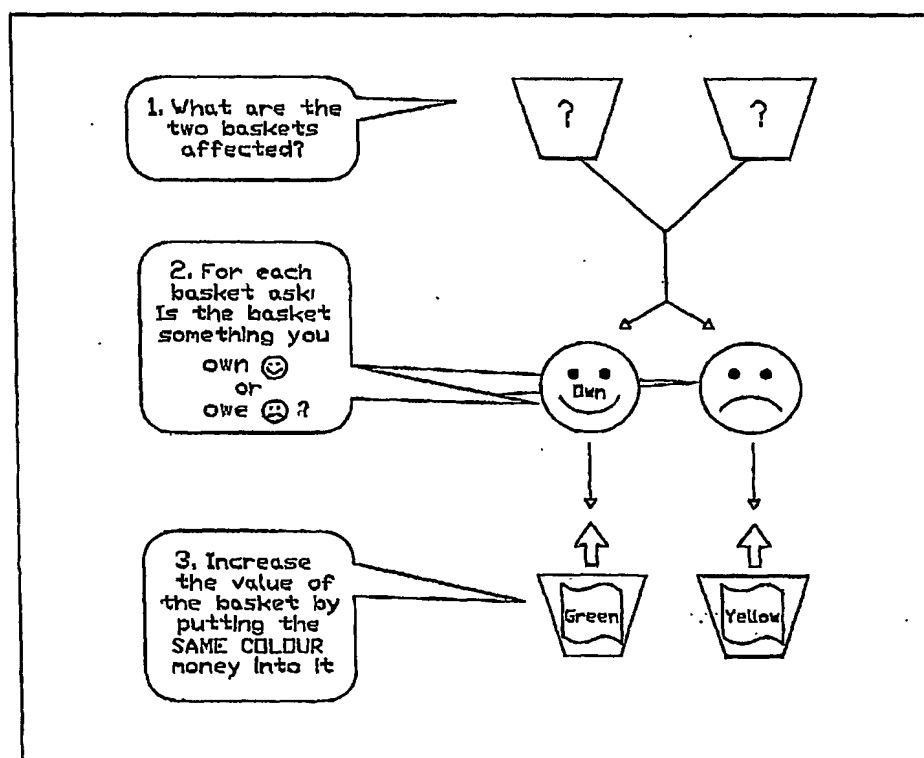 1. What are the
two baskets
affected?
?
?
2. For each
basket ask:
Is the basket
something you
own
or
owe ?
Own
3. Increase
the value of
the basket by
putting the
SAME COLOUR
money into it
Green
Yellow